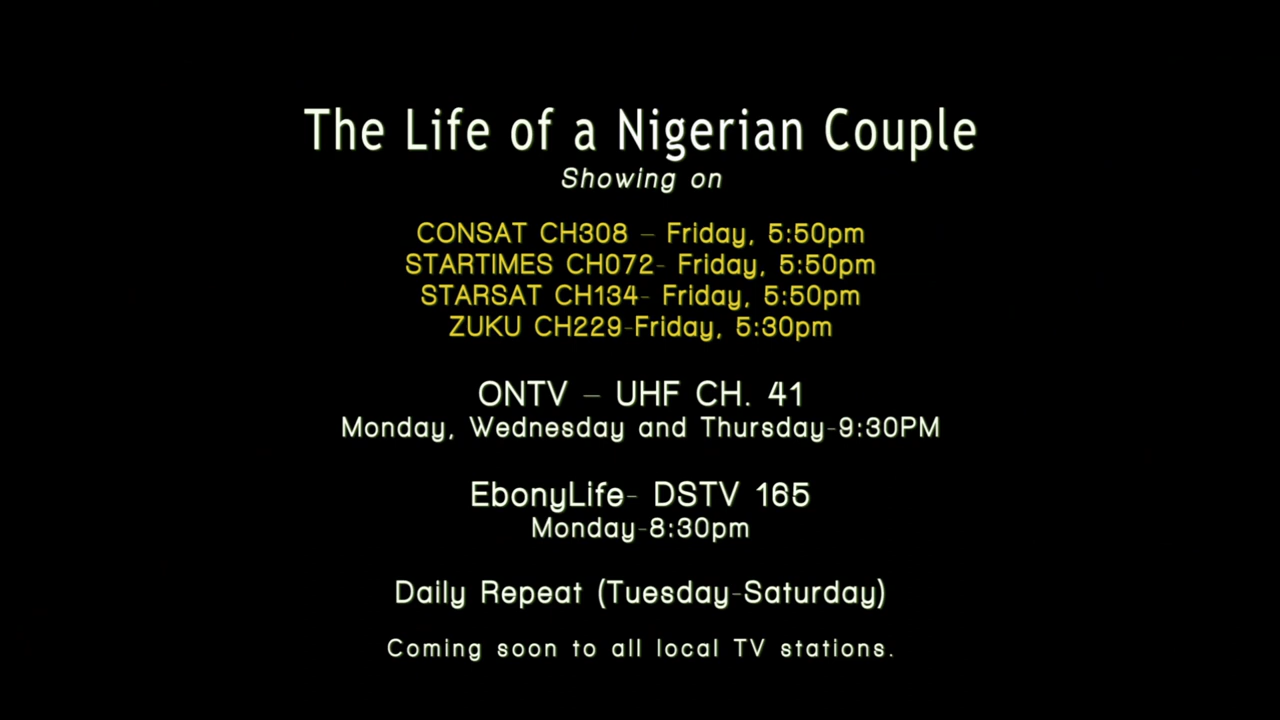 The Life of a Nigerian Couple
Showing on
CONSAT CH308 – Friday, 5:50pm
STARTIMES CH072- Friday, 5:50pm
STARSAT CH134- Friday, 5:50pm
ZUKU CH229-Friday, 5:30pm
ONTV – UHF CH. 41
Monday, Wednesday and Thursday-9:30PM
EbonyLife- DSTV 165
Monday-8:30pm
Daily Repeat (Tuesday-Saturday)
Coming soon to all local TV stations.